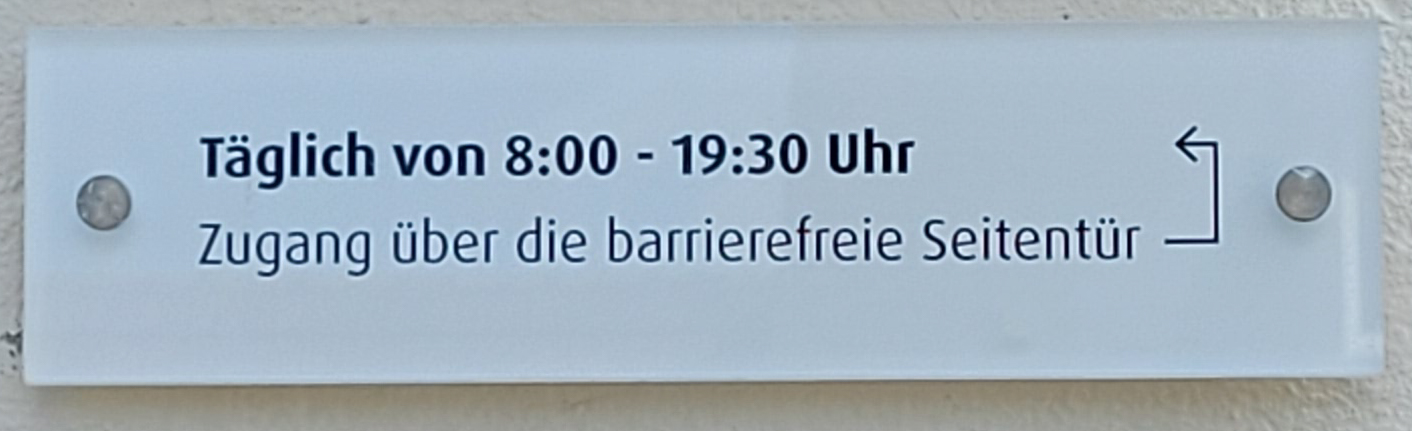 Täglich von 8:00 - 19:30 Uhr
Zugang über die barrierefreie Seitentür